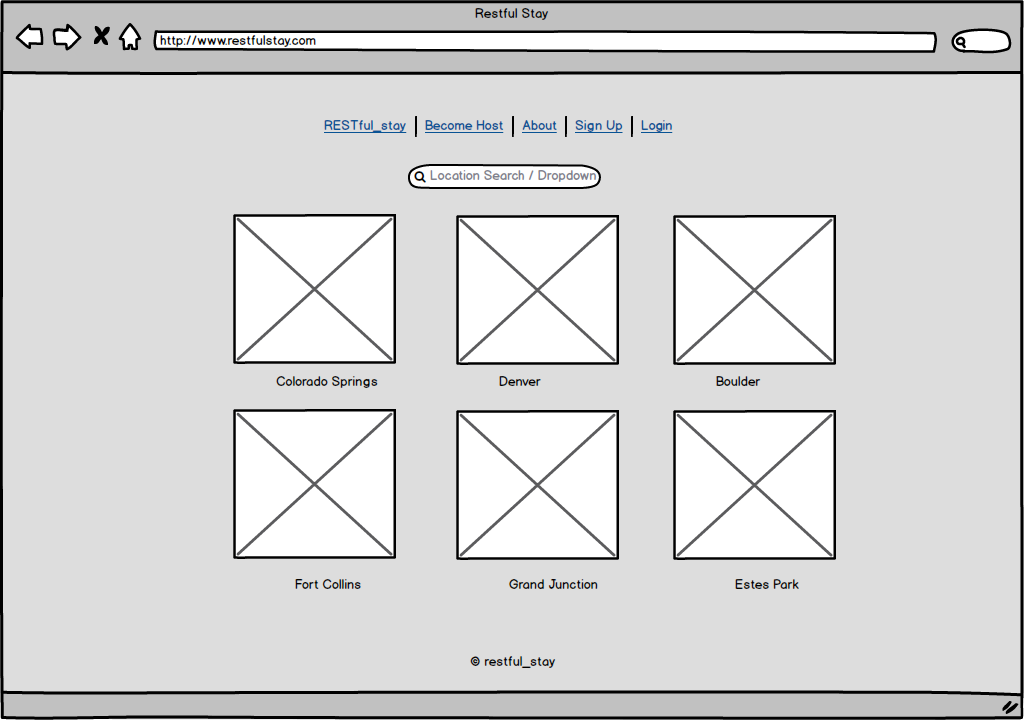 Restful Stay
http://www.restfulstay.com
RESTful_stay Become Host About Sign Up Login
Location Search / Dropdown
Colorado Springs Denver Boulder
Fort Collins Grand Junction Estes Park
© restful_stay